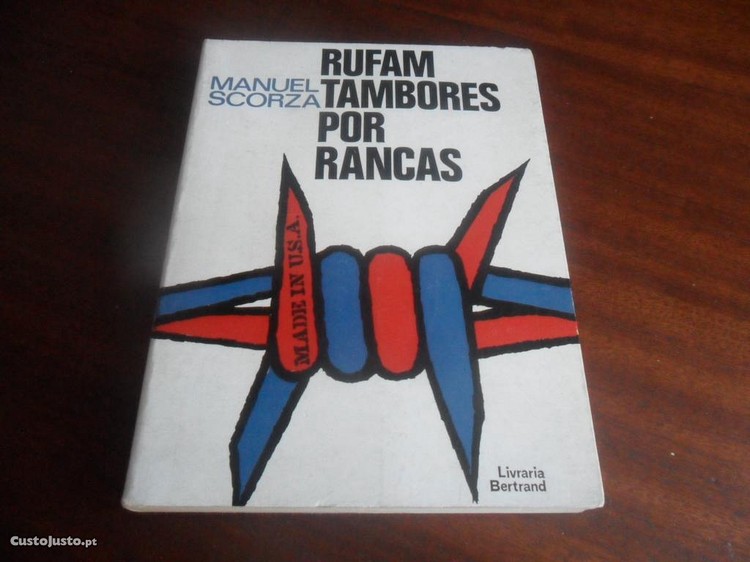 RUFAM
TAMBORES
POR
RANCAS
MANUEL
SCORZA
MADE IN U.S.A.
Livraria
Bertrand
CustoJusto.pt